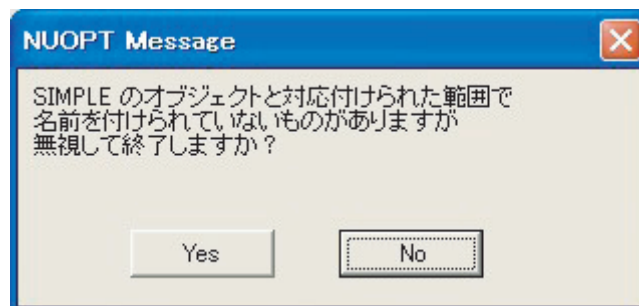 NUOPT Message
SIMPLE のオブジェクトと対応付けられた範囲で
名前を付けられていないものがありますが
無視して終了しますか？
Yes
No